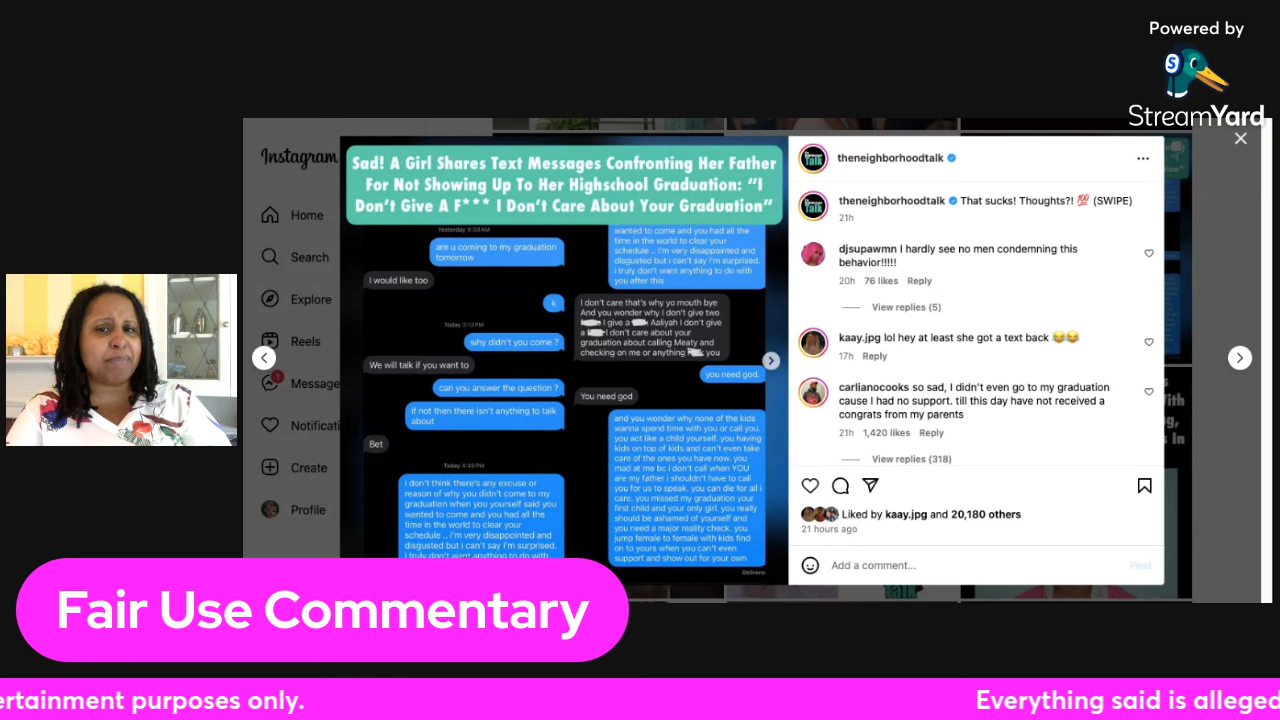 Powered by
StreamYard
Instagram
Home
Search
Explore
Reels
1
Message
Notificati
Create
Profile
Sad! A Girl Shares Text Messages Confronting Her Father
For Not Showing Up To Her Highschool Graduation: "I
Don't Give A F*** I Don't Care About Your Graduation"
Yesterday 9:09 AM
are u coming to my graduation
tomorrow
I would like too
k
Today 3:13 PM
why didn't you come ?
We will talk if you want to
can you answer the question ?
if not then there isn't anything to talk
about
Bet
Today 4:49 PM
i don't think there's any excuse or
reason of why you didn't come to my
graduation when you yourself said you
wanted to come and you had all the
time in the world to clear your
schedule .. i'm very disappointed and
disgusted but i can't say i'm surprised.
i truly don't want anything to do with
wanted to come and you had all the
time in the world to clear your
schedule .. i'm very disappointed and
disgusted but i can't say i'm surprised.
i truly don't want anything to do with
you after this
I don't care that's why yo mouth bye
And you wonder why I don't give two
I give a Aaliyah I don't give
a I don't care about your
graduation about calling Meaty and
checking on me or anything you
you need god.
You need god
and you wonder why none of the kids
wanna spend time with you or call you.
you act like a child yourself. you having
kids on top of kids and can't even take
care of the ones you have now. you
mad at me bc i don't call when YOU
are my father i shouldn't have to call
you for us to speak. you can die for all i
care. you missed my graduation your
first child and your only girl. you really
should be ashamed of yourself and
you need a major reality check. you
jump female to female with kids find
on to yours when you can't even
support and show out for your own
Delivered
theneighborhoodtalk
theneighborhoodtalk That sucks! Thoughts?! 💯 (SWIPE)
21h
djsupawmn I hardly see no men condemning this
behavior!!!!!
20h 76 likes Reply
View replies (5)
kaay.jpg lol hey at least she got a text back 😂😂
17h Reply
carlianocooks so sad, I didn't even go to my graduation
cause I had no support. till this day have not received a
congrats from my parents
21h 1,420 likes Reply
View replies (318)
Liked by kaay.jpg and 20,180 others
21 hours ago
Add a comment...
Post
Fair Use Commentary
ertainment purposes only.
Everything said is alleged